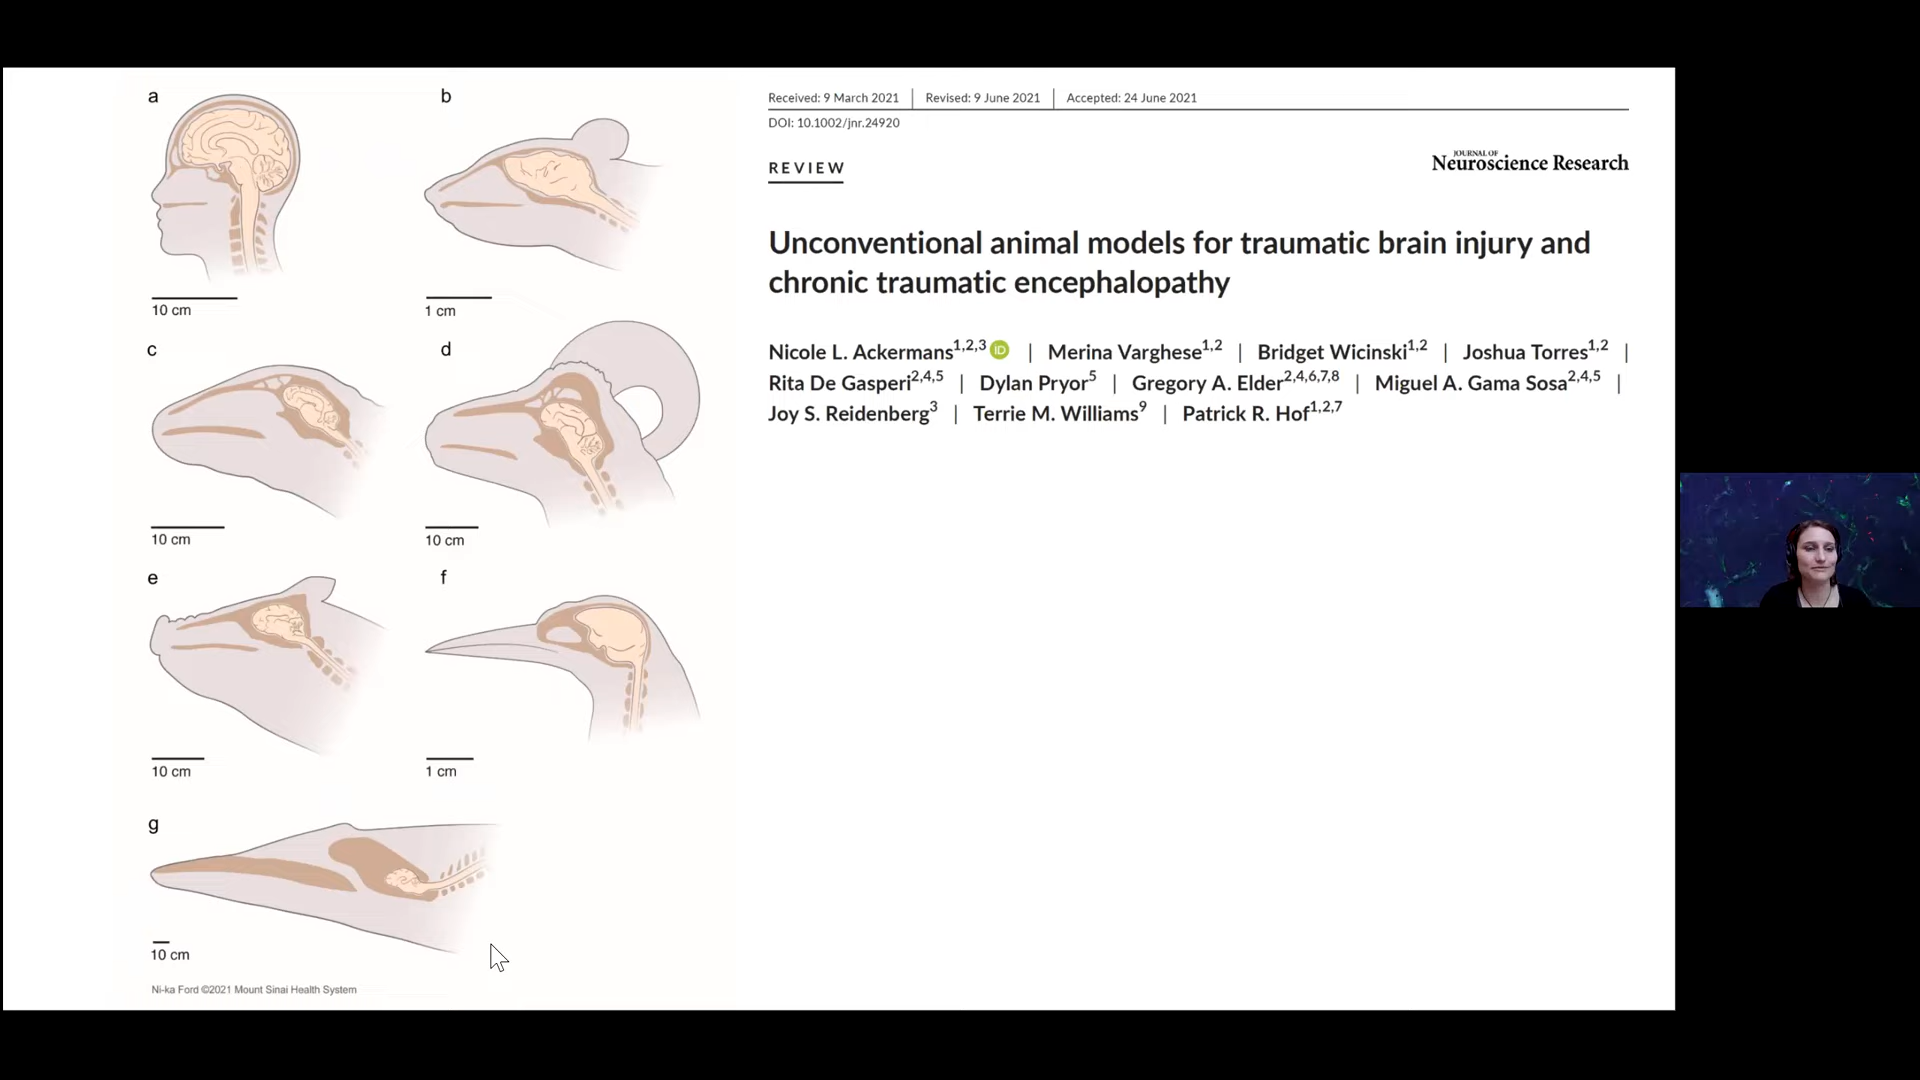 a
b
10 cm
1 cm
c
d
10 cm
10 cm
e
f
10 cm
1 cm
g
10 cm
Ni-ka Ford ©2021 Mount Sinai Health System
Received: 9 March 2021 | Revised: 9 June 2021 | Accepted: 24 June 2021
DOI: 10.1002/jnr.24920
REVIEW
JOURNAL OF
Neuroscience Research
Unconventional animal models for traumatic brain injury and
chronic traumatic encephalopathy
Nicole L. Ackermans1,2,3 iD | Merina Varghese1,2 | Bridget Wicinski1,2 | Joshua Torres1,2 |
Rita De Gasperi2,4,5 | Dylan Pryor5 | Gregory A. Elder2,4,6,7,8 | Miguel A. Gama Sosa2,4,5 |
Joy S. Reidenberg3 | Terrie M. Williams9 | Patrick R. Hof1,2,7